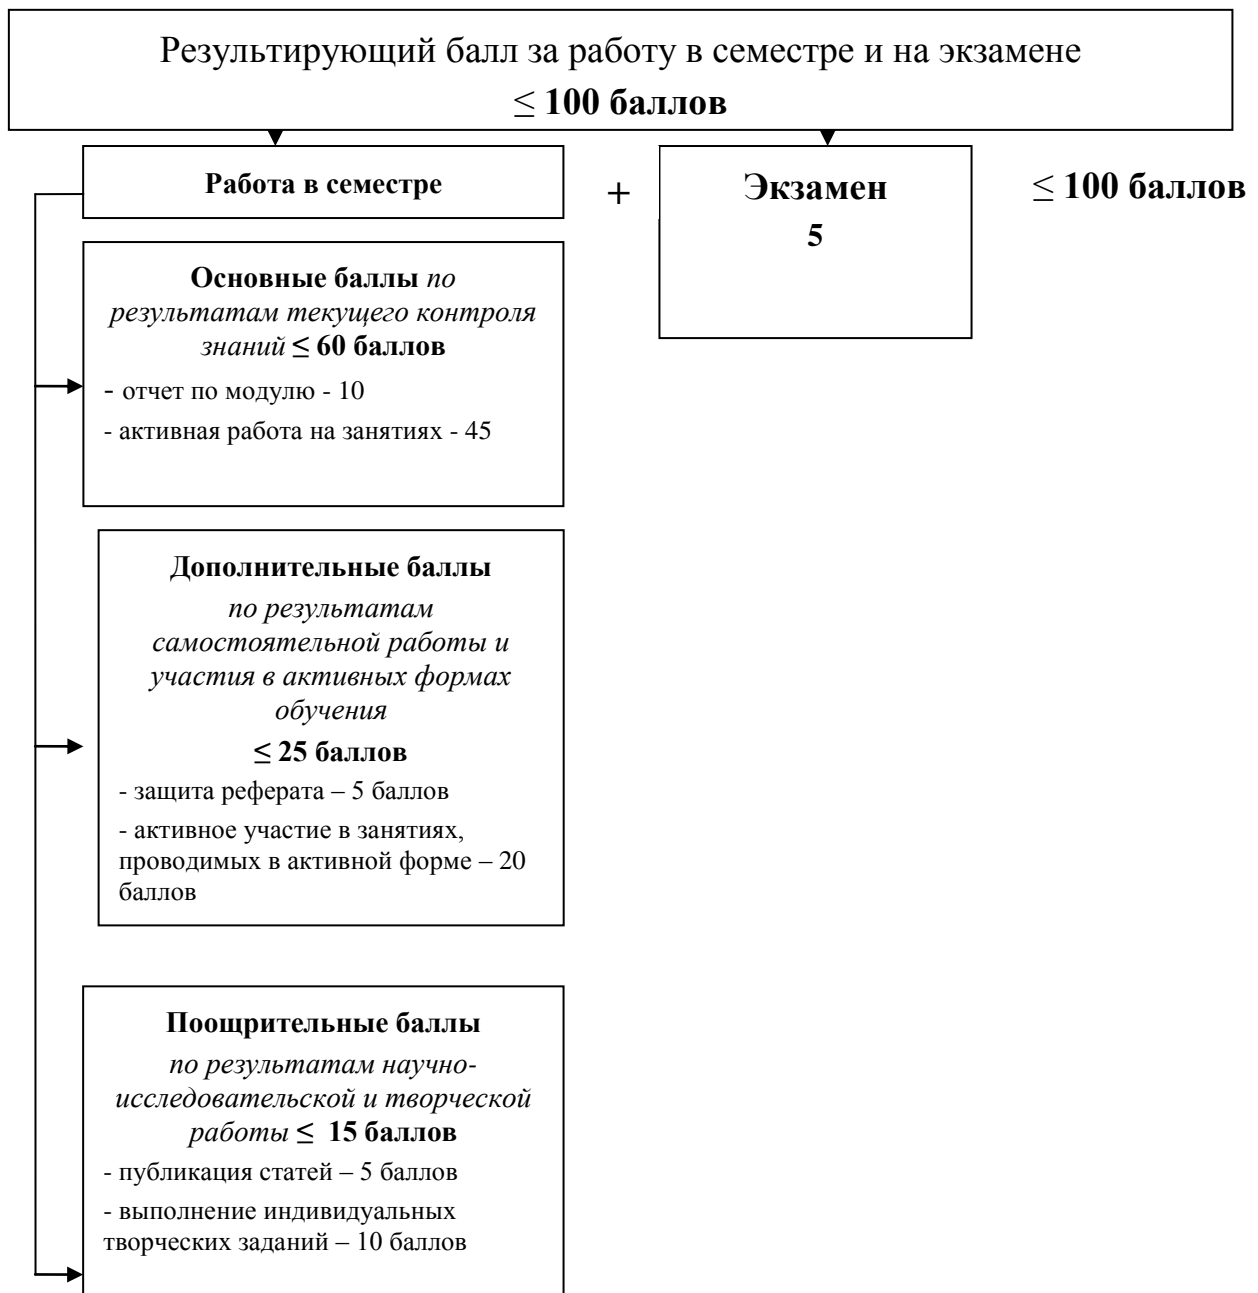 Результирующий балл за работу в семестре и на экзамене
≤ 100 баллов
Работа в семестре
+
Экзамен
5
≤ 100 баллов
Основные баллы по
результатам текущего контроля
знаний ≤ 60 баллов
- отчет по модулю - 10
- активная работа на занятиях - 45
Дополнительные баллы
по результатам
самостоятельной работы и
участия в активных формах
обучения
≤ 25 баллов
- защита реферата – 5 баллов
- активное участие в занятиях,
проводимых в активной форме – 20
баллов
Поощрительные баллы
по результатам научно-
исследовательской и творческой
работы ≤ 15 баллов
- публикация статей – 5 баллов
- выполнение индивидуальных
творческих заданий – 10 баллов